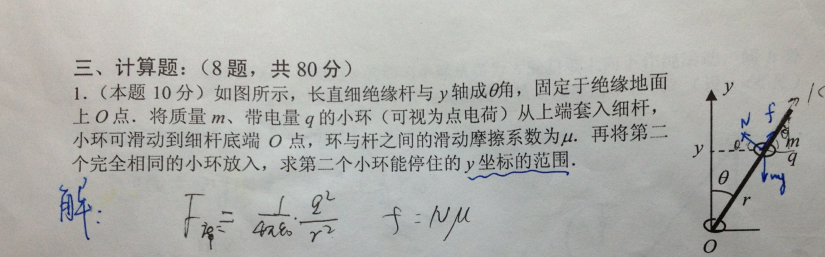 三、计算题：（8题，共80分）
1.（本题10分）如图所示，长直细绝缘杆与y轴成θ角，固定于绝缘地面
上O点. 将质量m、带电量q的小环（可视为点电荷）从上端套入细杆，
小环可滑动到细杆底端 O 点，环与杆之间的滑动摩擦系数为μ. 再将第二
个完全相同的小环放入，求第二个小环能停住的y坐标的范围.
解： F = 1/4πε₀ · q²/r² f = Nμ
y
N f
y θ m
q
mg
θ
r
O